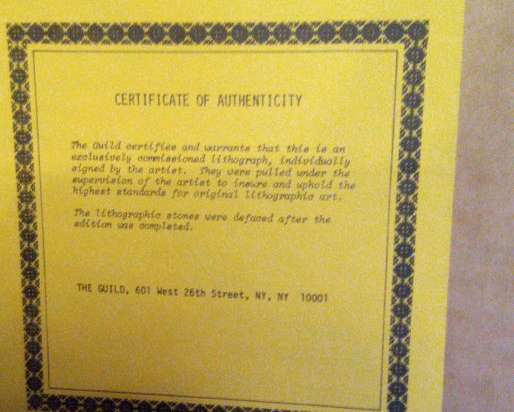 CERTIFICATE OF AUTHENTICITY
The Guild certifies and warrants that this is an
exclusively commissioned lithograph, individually
signed by the artist. They were pulled under the
supervision of the artist to insure and uphold the
highest standards for original lithographic art.
The lithographic stones were defaced after the
edition was completed.
THE GUILD, 601 West 26th Street, NY, NY 10001